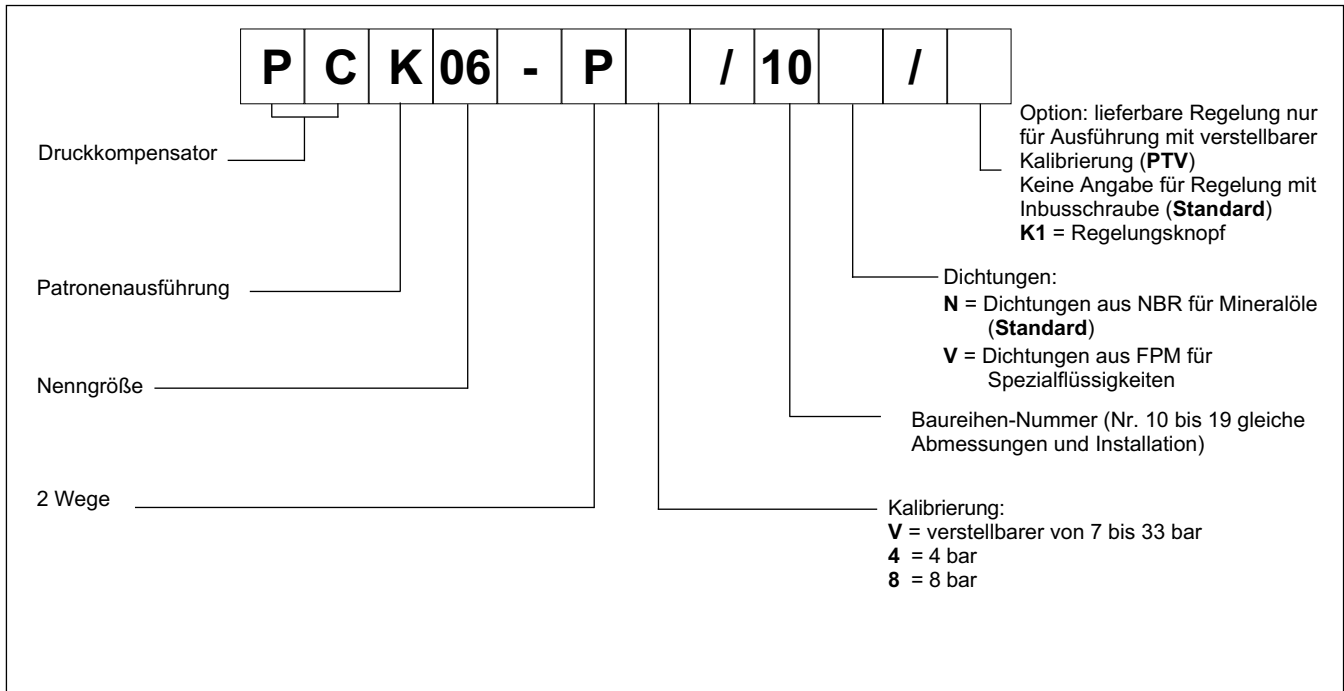 P C K 06 - P / 10 /
Druckkompensator
Patronenausführung
Nenngröße
2 Wege
Option: lieferbare Regelung nur
für Ausführung mit verstellbarer
Kalibrierung (PTV)
Keine Angabe für Regelung mit
Inbusschraube (Standard)
K1 = Regelungsknopf
Dichtungen:
N = Dichtungen aus NBR für Mineralöle
(Standard)
V = Dichtungen aus FPM für
Spezialflüssigkeiten
Baureihen-Nummer (Nr. 10 bis 19 gleiche
Abmessungen und Installation)
Kalibrierung:
V = verstellbarer von 7 bis 33 bar
4 = 4 bar
8 = 8 bar